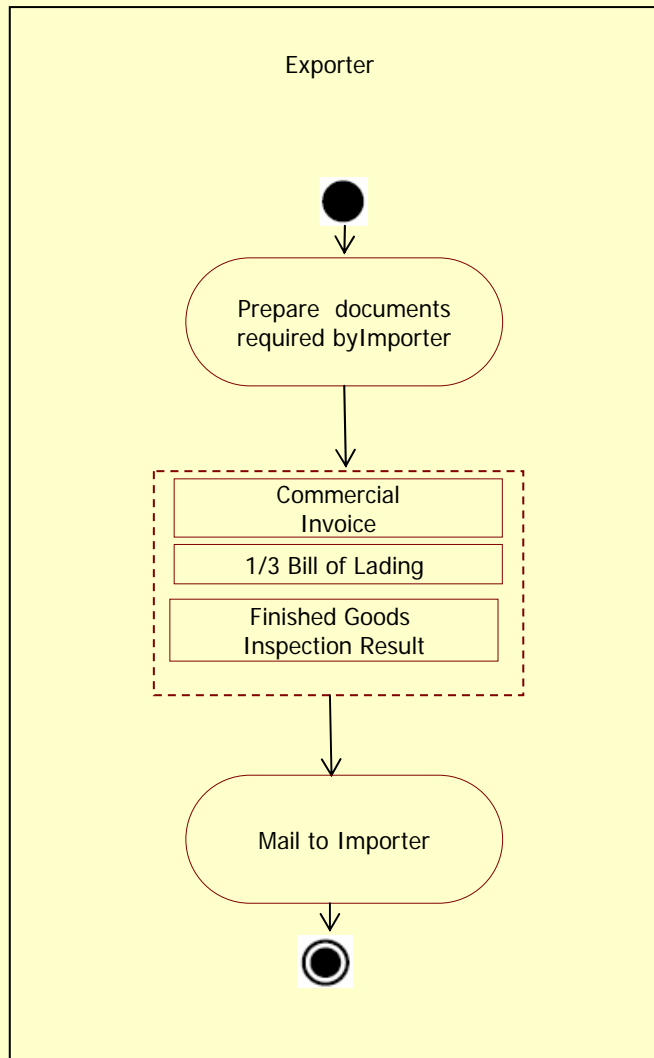 Exporter
Prepare documents
required byImporter
Commercial
Invoice
1/3 Bill of Lading
Finished Goods
Inspection Result
Mail to Importer